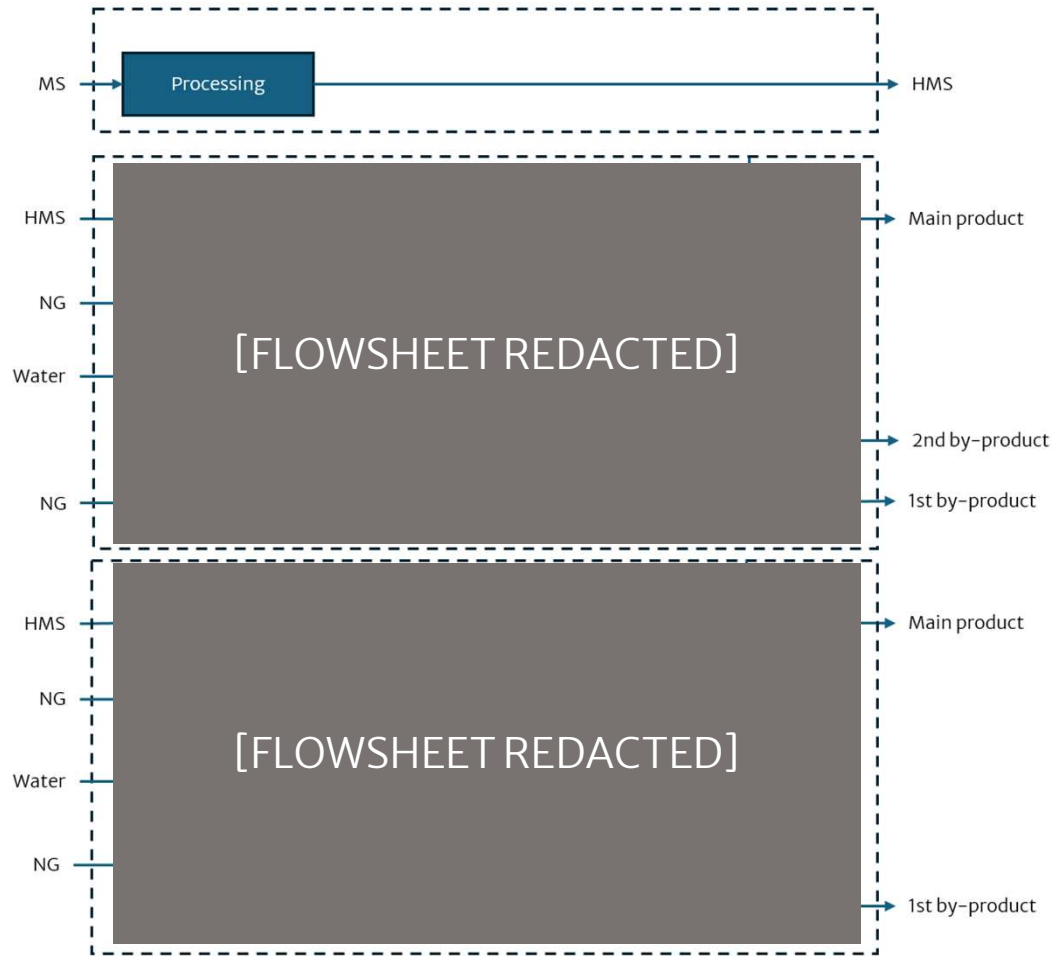 MS
Processing
HMS
HMS
Main product
NG
[FLOWSHEET REDACTED]
Water
2nd by-product
NG
1st by-product
HMS
Main product
NG
[FLOWSHEET REDACTED]
Water
NG
1st by-product